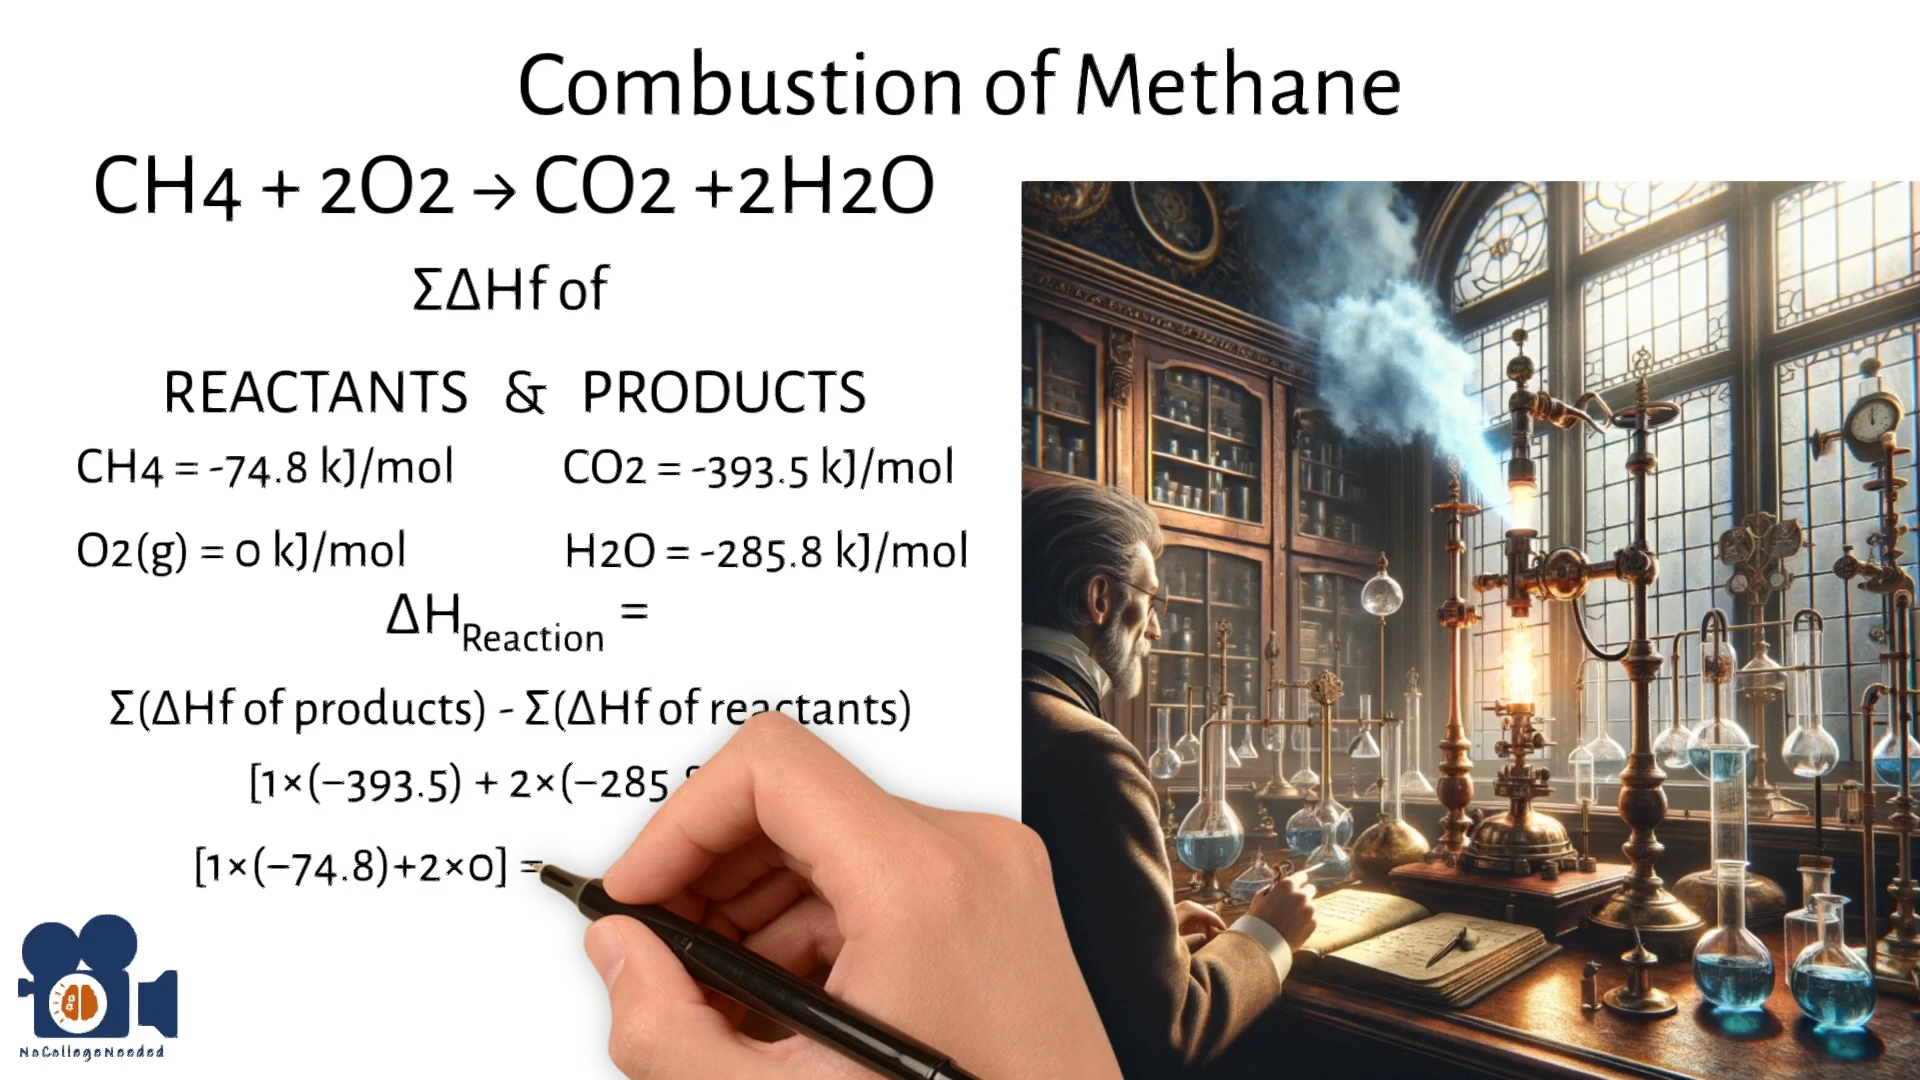 Combustion of Methane
CH4 + 2O2 → CO2 +2H2O
ΣΔHf of
REACTANTS & PRODUCTS
CH4 = -74.8 kJ/mol CO2 = -393.5 kJ/mol
O2(g) = 0 kJ/mol H2O = -285.8 kJ/mol
ΔHReaction =
Σ(ΔHf of products) - Σ(ΔHf of reactants)
[1×(−393.5) + 2×(−285
[1×(−74.8)+2×0] =
NoCollegeNeeded